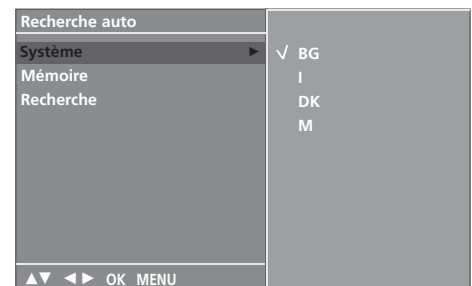 Recherche auto
Système ►
Mémoire
Recherche
√ BG
I
DK
M
▲▼ ◄► OK MENU